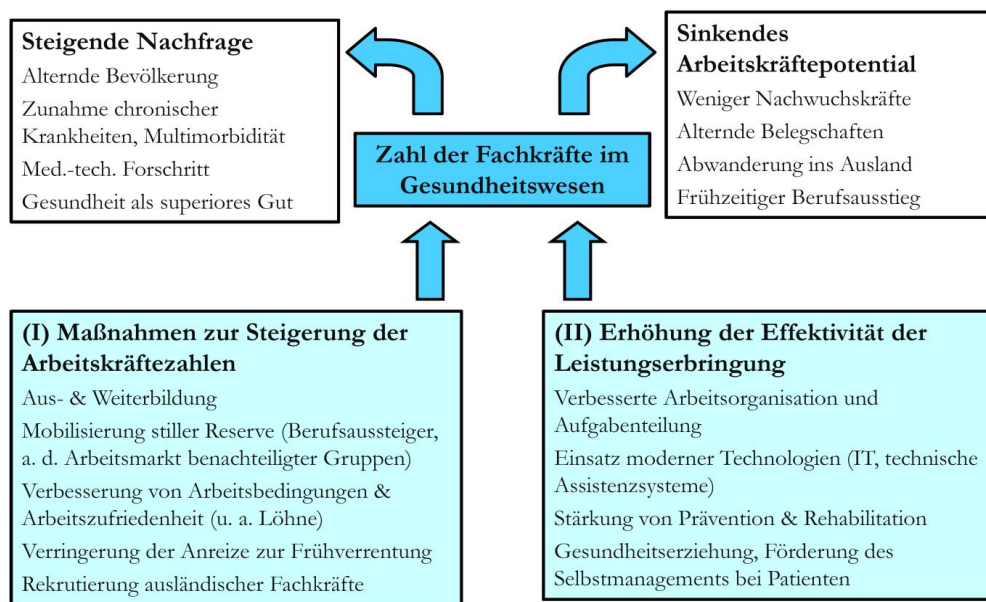 Steigende Nachfrage
Alternde Bevölkerung
Zunahme chronischer
Krankheiten, Multimorbidität
Med.-tech. Forschritt
Gesundheit als superiores Gut
Sinkendes
Arbeitskräftepotential
Weniger Nachwuchskräfte
Alternde Belegschaften
Abwanderung ins Ausland
Frühzeitiger Berufsausstieg
Zahl der Fachkräfte im
Gesundheitswesen
(I) Maßnahmen zur Steigerung der
Arbeitskräftezahlen
Aus- & Weiterbildung
Mobilisierung stiller Reserve (Berufsaussteiger,
a. d. Arbeitsmarkt benachteiligter Gruppen)
Verbesserung von Arbeitsbedingungen &
Arbeitszufriedenheit (u. a. Löhne)
Verringerung der Anreize zur Frühverrentung
Rekrutierung ausländischer Fachkräfte
(II) Erhöhung der Effektivität der
Leistungserbringung
Verbesserte Arbeitsorganisation und
Aufgabenteilung
Einsatz moderner Technologien (IT, technische
Assistenzsysteme)
Stärkung von Prävention & Rehabilitation
Gesundheitserziehung, Förderung des
Selbstmanagements bei Patienten